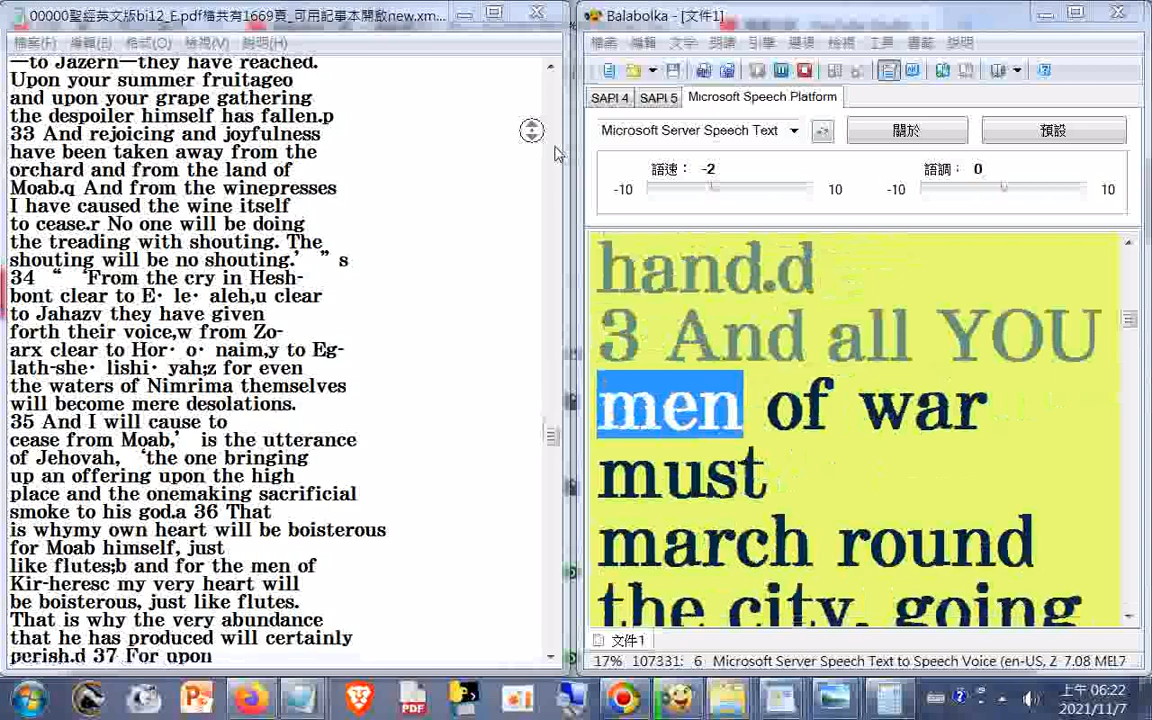 00000聖經英文版bi12_E.pdf檔共有1669頁_可用記事本開啟new.xm...
檔案(F) 編輯(E) 格式(O) 檢視(V) 說明(H)
—to Jazern—they have reached.
Upon your summer fruitageo
and upon your grape gathering
the despoiler himself has fallen.p
33 And rejoicing and joyfulness
have been taken away from the
orchard and from the land of
Moab.q And from the winepresses
I have caused the wine itself
to cease.r No one will be doing
the treading with shouting. The
shouting will be no shouting.’ ” s
34 “ ‘From the cry in Hesh-
bont clear to E· le· aleh,u clear
to Jahazv they have given
forth their voice,w from Zo-
arx clear to Hor· o· naim,y to Eg-
lath-she· lishi· yah;z for even
the waters of Nimrima themselves
will become mere desolations.
35 And I will cause to
cease from Moab,’ is the utterance
of Jehovah, ‘the one bringing
up an offering upon the high
place and the onemaking sacrificial
smoke to his god.a 36 That
is whymy own heart will be boisterous
for Moab himself, just
like flutes;b and for the men of
Kir-heresc my very heart will
be boisterous, just like flutes.
That is why the very abundance
that he has produced will certainly
perish.d 37 For upon
Balabolka - [文件1]
檔案 編輯 文字 朗讀 引擎 選項 檢視 工具 書籤 說明
SAPI 4 SAPI 5 Microsoft Speech Platform
Microsoft Server Speech Text 關於 預設
語速： -2 語調： 0
-10 10 -10 10
hand.d
3 And all YOU
men of war
must
march round
the city, going
文件1
17% 107331: 6 Microsoft Server Speech Text to Speech Voice (en-US, Z 7.08 MEL7
PDF
上午 06:22
2021/11/7